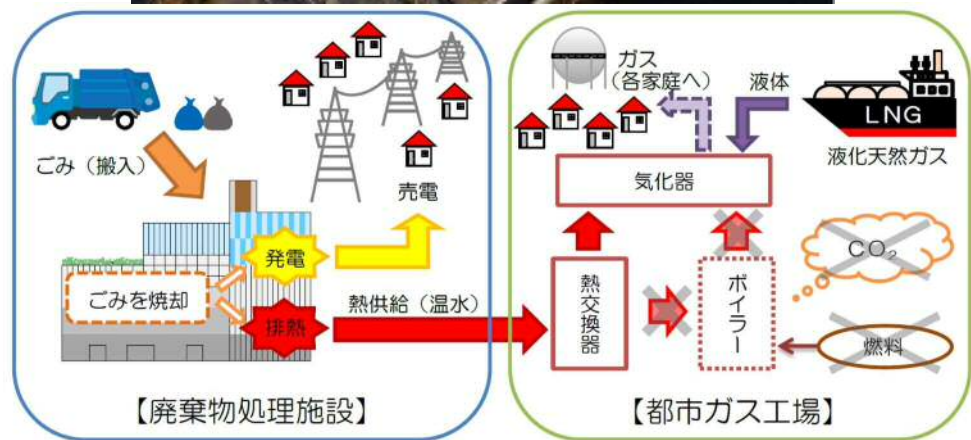 ごみ（搬入）
売電
発電
ごみを焼却
排熱
熱供給（温水）
【廃棄物処理施設】
ガス
（各家庭へ）
液体
LNG
液化天然ガス
気化器
熱交換器
ボイラー
CO₂
燃料
【都市ガス工場】